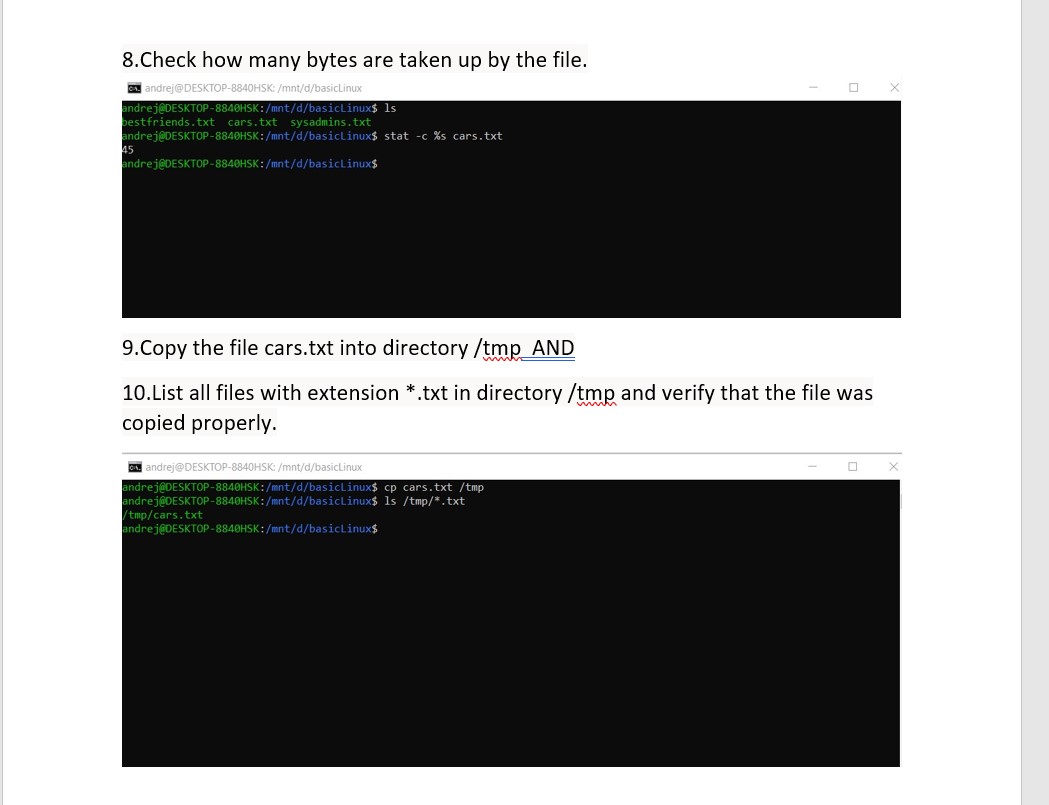 8.Check how many bytes are taken up by the file.
andrej@DESKTOP-8840HSK: /mnt/d/basicLinux
andrej@DESKTOP-8840HSK:/mnt/d/basicLinux$ ls
bestfriends.txt  cars.txt  sysadmins.txt
andrej@DESKTOP-8840HSK:/mnt/d/basicLinux$ stat -c %s cars.txt
45
andrej@DESKTOP-8840HSK:/mnt/d/basicLinux$
9.Copy the file cars.txt into directory /tmp  AND
10.List all files with extension *.txt in directory /tmp and verify that the file was
copied properly.
andrej@DESKTOP-8840HSK: /mnt/d/basicLinux
andrej@DESKTOP-8840HSK:/mnt/d/basicLinux$ cp cars.txt /tmp
andrej@DESKTOP-8840HSK:/mnt/d/basicLinux$ ls /tmp/*.txt
/tmp/cars.txt
andrej@DESKTOP-8840HSK:/mnt/d/basicLinux$